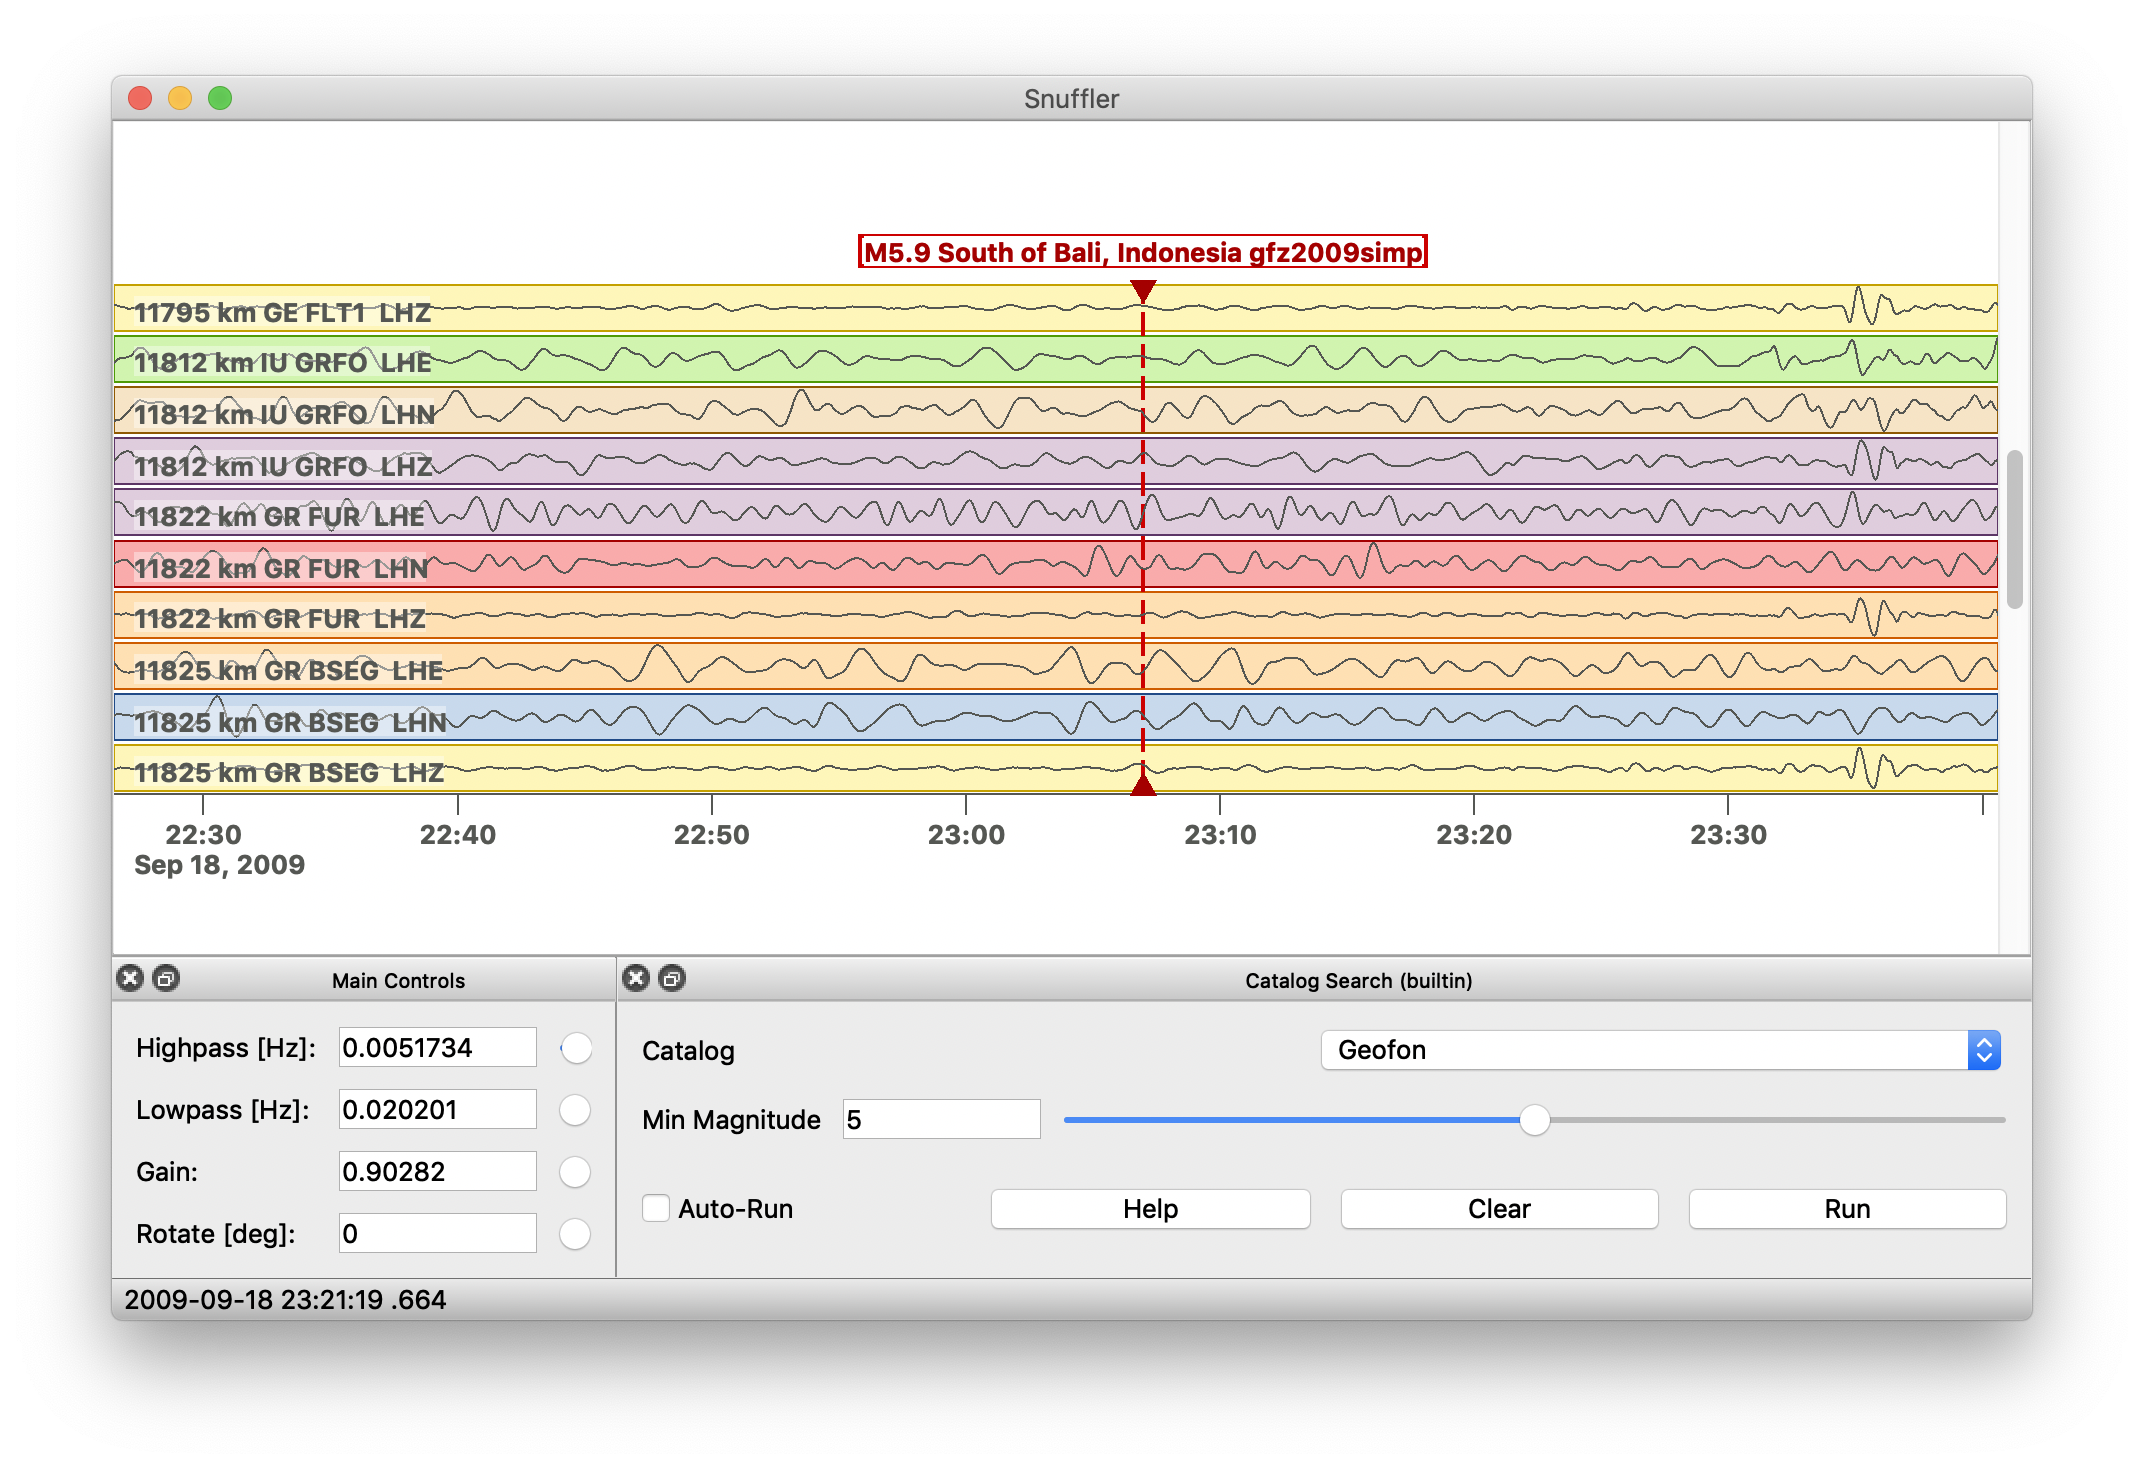 Snuffler
M5.9 South of Bali, Indonesia gfz2009simp
11795 km GE FLT1 LHZ
11812 km IU GRFO LHE
11812 km IU GRFO LHN
11812 km IU GRFO LHZ
11822 km GR FUR LHE
11822 km GR FUR LHN
11822 km GR FUR LHZ
11825 km GR BSEG LHE
11825 km GR BSEG LHN
11825 km GR BSEG LHZ
22:30 22:40 22:50 23:00 23:10 23:20 23:30
Sep 18, 2009
Main Controls
Highpass [Hz]: 0.0051734
Lowpass [Hz]: 0.020201
Gain: 0.90282
Rotate [deg]: 0
Catalog Search (builtin)
Catalog Geofon
Min Magnitude 5
Auto-Run Help Clear Run
2009-09-18 23:21:19 .664